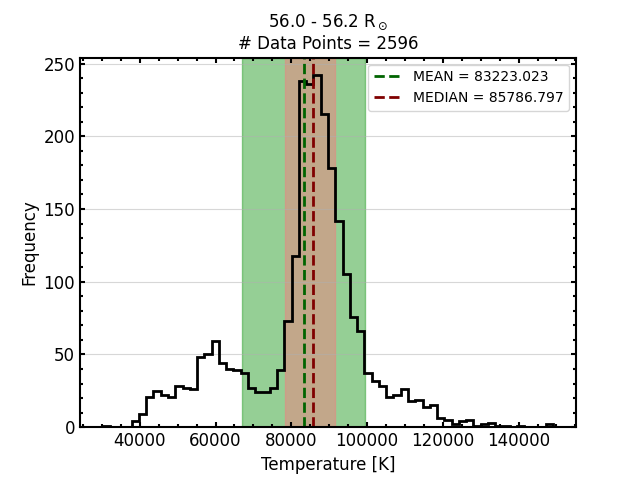 56.0 - 56.2 R⊙
# Data Points = 2596
MEAN = 83223.023
MEDIAN = 85786.797
Frequency
250
200
150
100
50
0
40000 60000 80000 100000 120000 140000
Temperature [K]